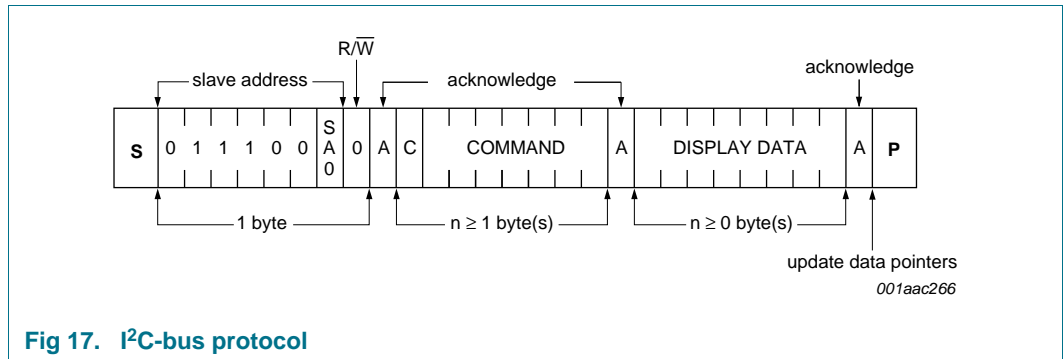 R/W̅
slave address
acknowledge
acknowledge
S 0 1 1 1 0 0 SA0 0 A C COMMAND A DISPLAY DATA A P
1 byte
n ≥ 1 byte(s)
n ≥ 0 byte(s)
update data pointers
001aac266
Fig 17. I²C-bus protocol